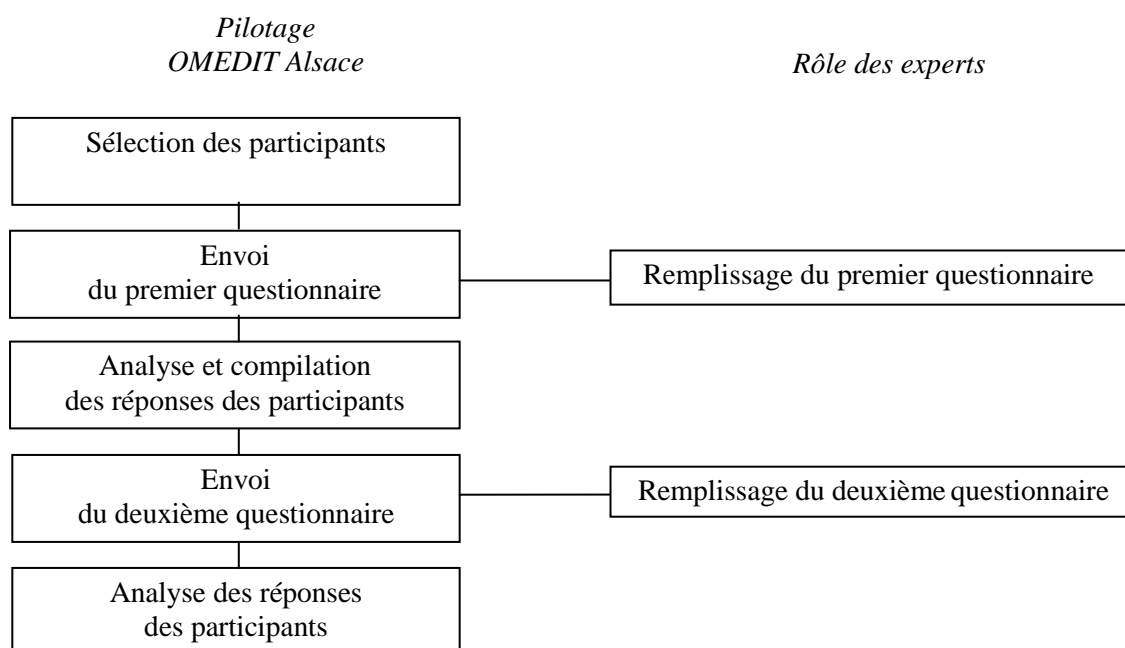 Pilotage
OMEDIT Alsace
Rôle des experts
Sélection des participants
Envoi
du premier questionnaire
Remplissage du premier questionnaire
Analyse et compilation
des réponses des participants
Envoi
du deuxième questionnaire
Remplissage du deuxième questionnaire
Analyse des réponses
des participants